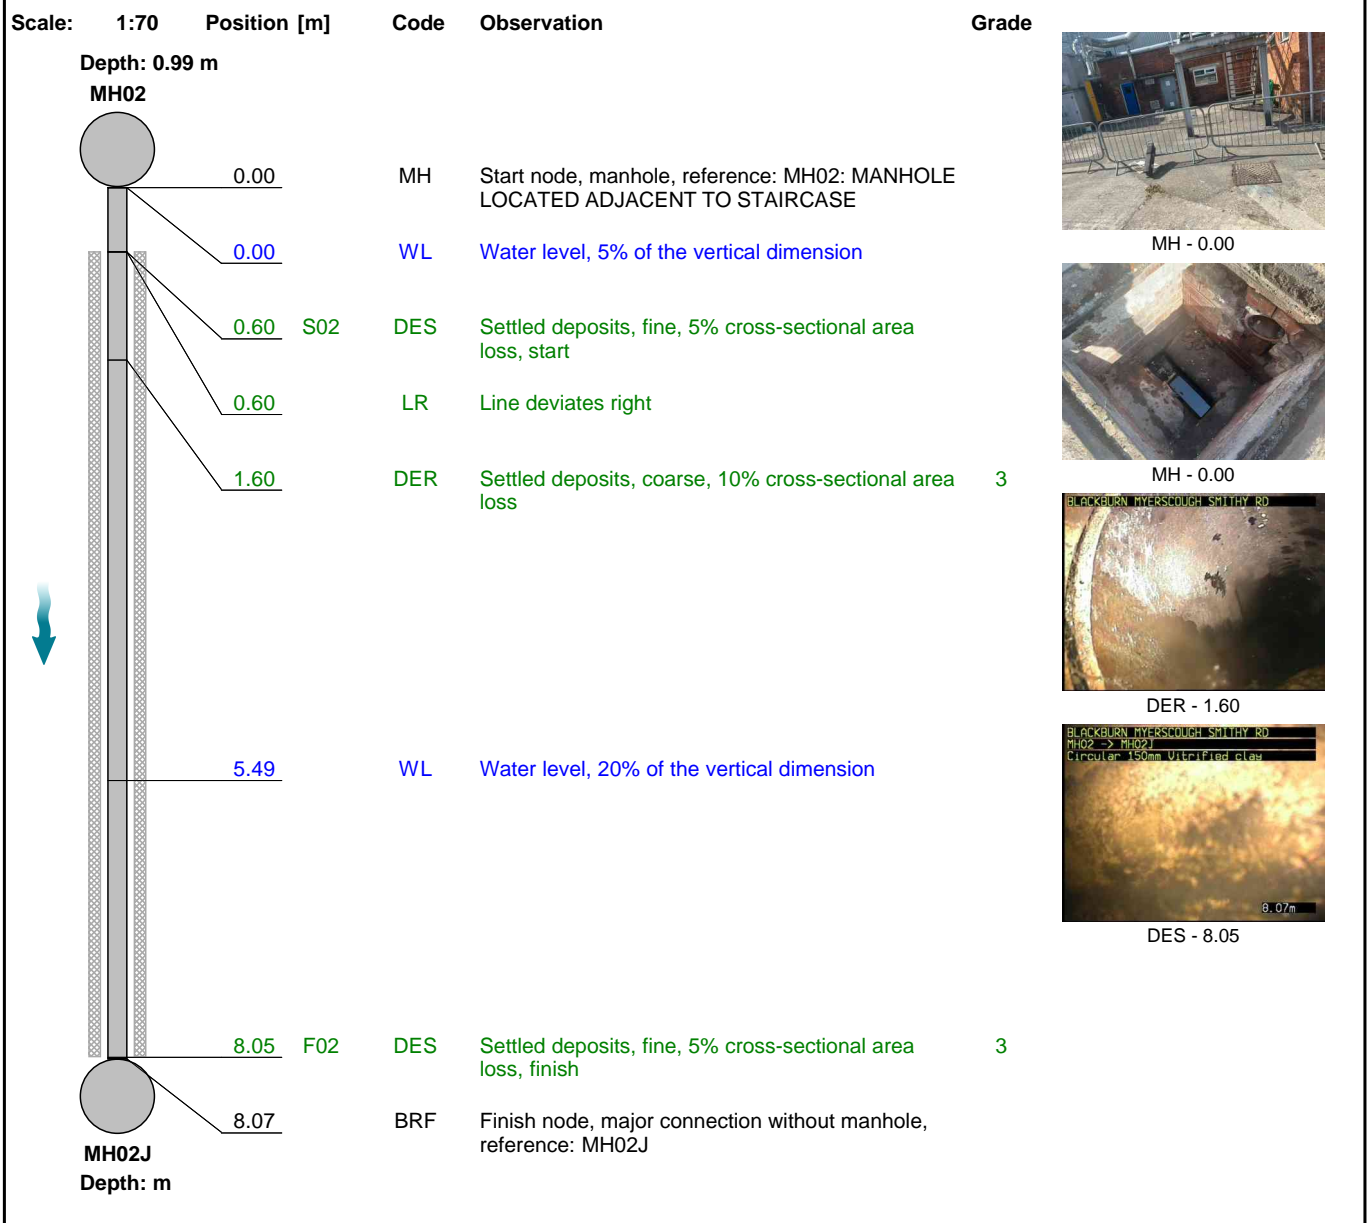 Scale: 1:70 Position [m] Code Observation Grade
Depth: 0.99 m
MH02
0.00 MH Start node, manhole, reference: MH02: MANHOLE
LOCATED ADJACENT TO STAIRCASE
MH - 0.00
0.00 WL Water level, 5% of the vertical dimension
0.60 S02 DES Settled deposits, fine, 5% cross-sectional area
loss, start
0.60 LR Line deviates right
MH - 0.00
1.60 DER Settled deposits, coarse, 10% cross-sectional area 3
loss
BLACKBURN MYERSCOUGH SMITHY RD
DER - 1.60
BLACKBURN MYERSCOUGH SMITHY RD
MH02 -> MH02J
Circular 150mm Vitrified clay
5.49 WL Water level, 20% of the vertical dimension
8.07m
DES - 8.05
8.05 F02 DES Settled deposits, fine, 5% cross-sectional area 3
loss, finish
8.07 BRF Finish node, major connection without manhole,
reference: MH02J
MH02J
Depth: m